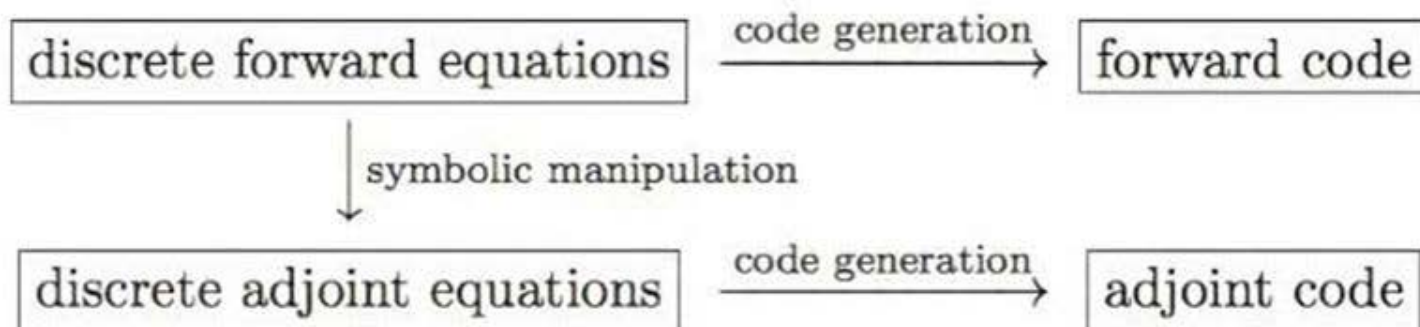 discrete forward equations
code generation
forward code
symbolic manipulation
discrete adjoint equations
code generation
adjoint code